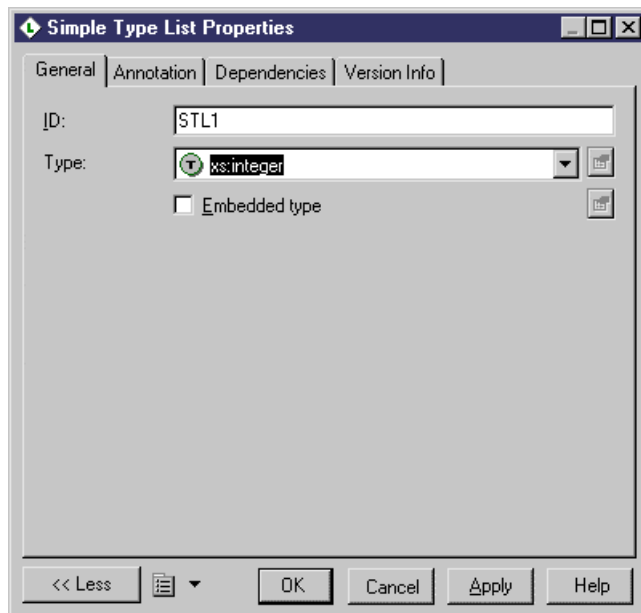 Simple Type List Properties
General Annotation Dependencies Version Info
ID: STL1
Type: T xs:integer
Embedded type
<< Less OK Cancel Apply Help